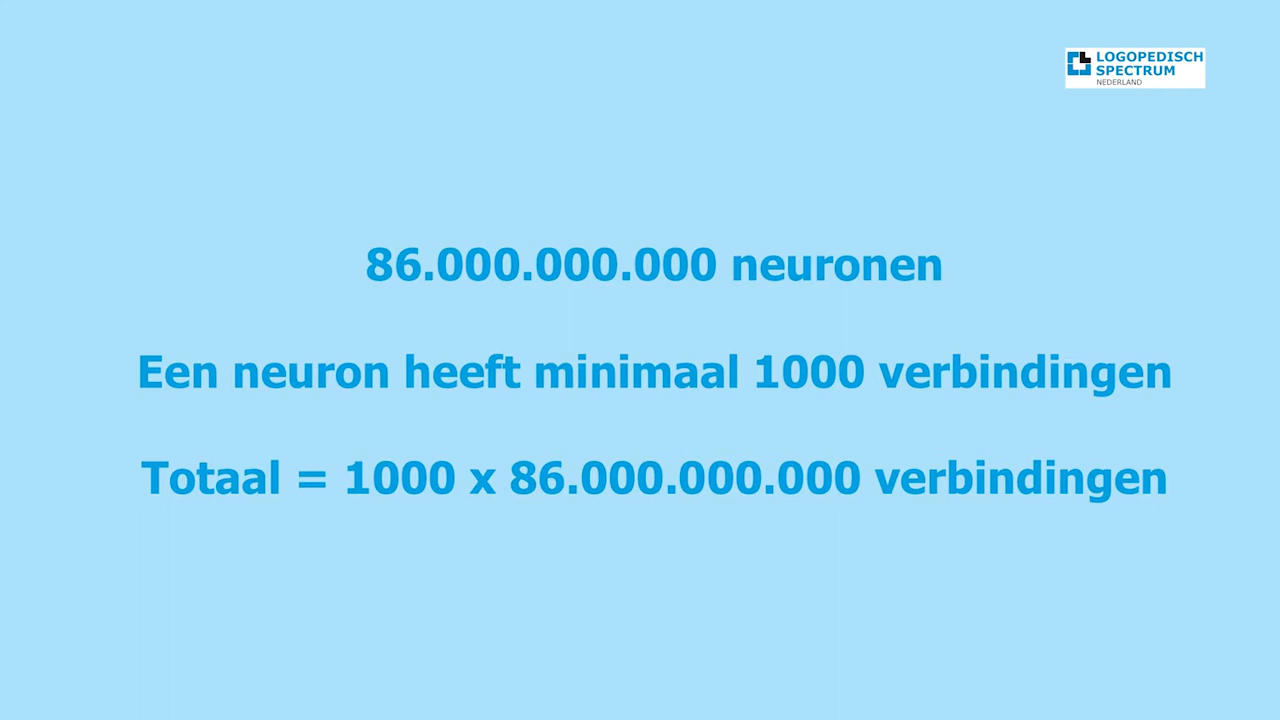 LOGOPEDISCH
SPECTRUM
NEDERLAND
86.000.000.000 neuronen
Een neuron heeft minimaal 1000 verbindingen
Totaal = 1000 x 86.000.000.000 verbindingen